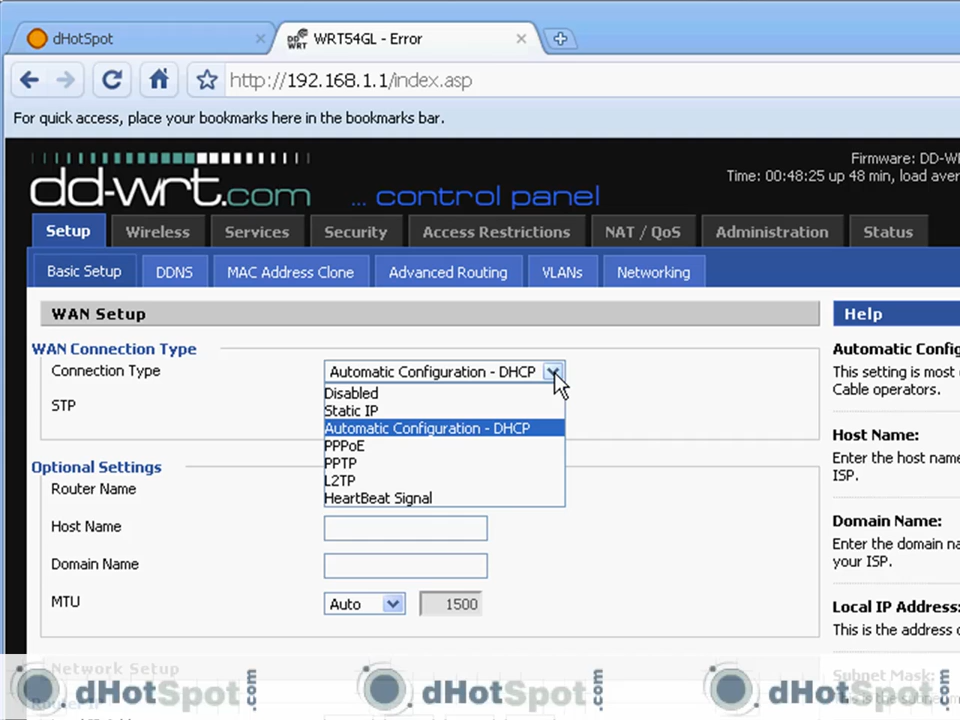 dHotSpot
DD-WRT WRT54GL - Error
http://192.168.1.1/index.asp
For quick access, place your bookmarks here in the bookmarks bar.
dd-wrt.com ... control panel
Firmware: DD-W
Time: 00:48:25 up 48 min, load aver
Setup Wireless Services Security Access Restrictions NAT / QoS Administration Status
Basic Setup DDNS MAC Address Clone Advanced Routing VLANs Networking
WAN Setup
WAN Connection Type
Connection Type Automatic Configuration - DHCP
Disabled
STP Static IP
Automatic Configuration - DHCP
PPPoE
PPTP
L2TP
HeartBeat Signal
Optional Settings
Router Name
Host Name
Domain Name
MTU Auto 1500
Network Setup
Help
Automatic Config
This setting is most
Cable operators.
Host Name:
Enter the host name
ISP.
Domain Name:
Enter the domain na
your ISP.
Local IP Address:
This is the address o
Subnet Mask:
dHotSpot.com dHotSpot.com dHotSpot.com